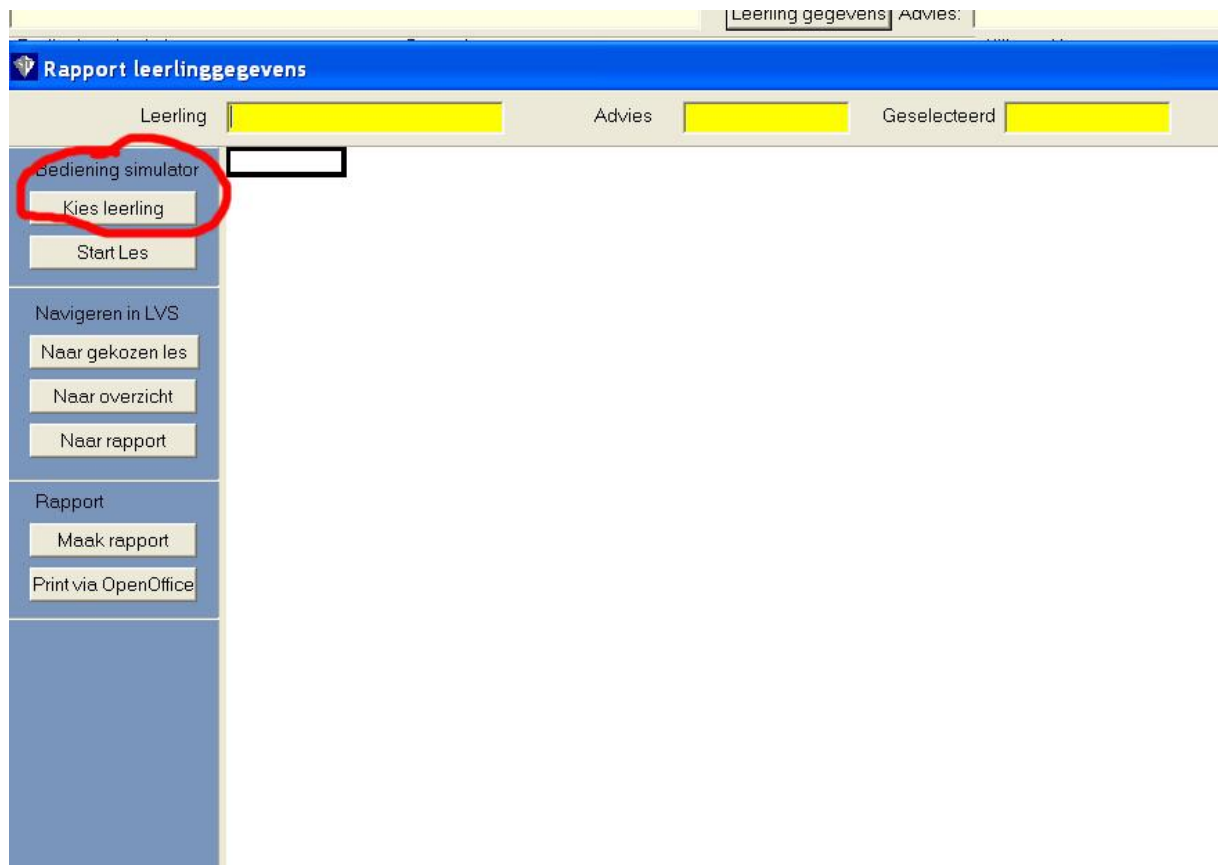 Leerling gegevens Advies:
Rapport leerlinggegevens
Leerling Advies Geselecteerd
Bediening simulator
Kies leerling
Start Les
Navigeren in LVS
Naar gekozen les
Naar overzicht
Naar rapport
Rapport
Maak rapport
Print via OpenOffice